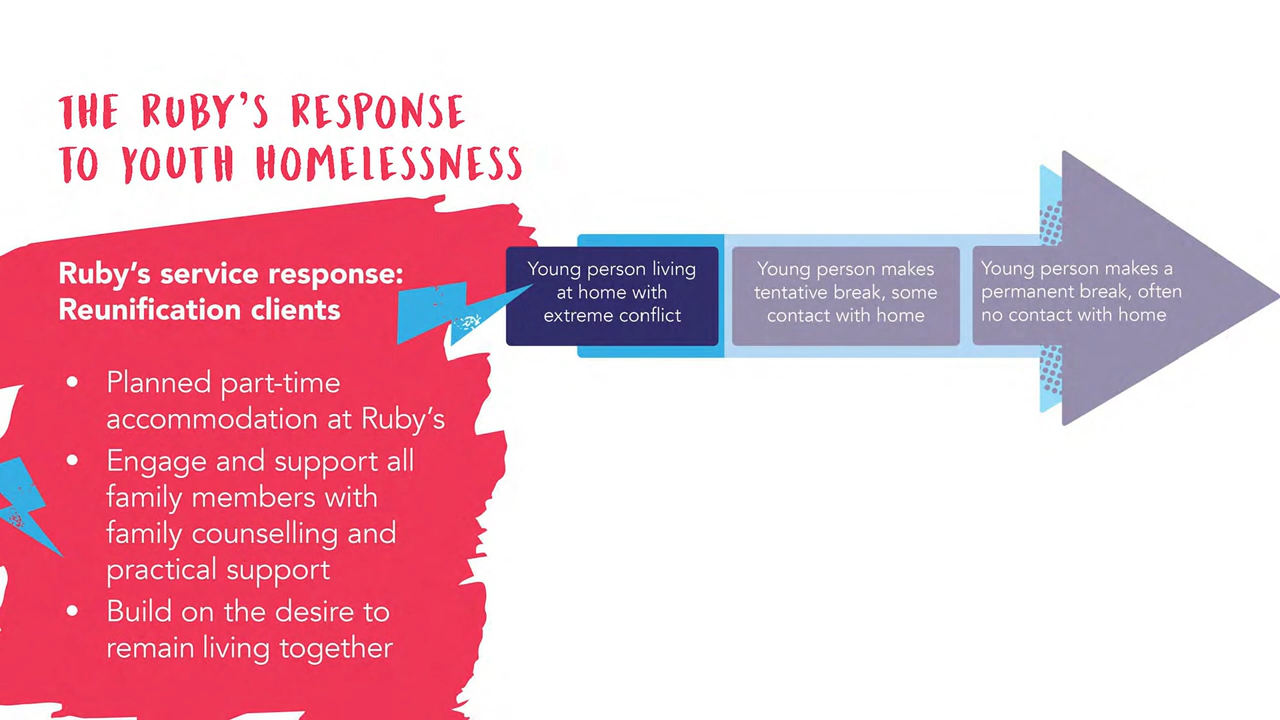 THE RUBY'S RESPONSE
TO YOUTH HOMELESSNESS
Ruby's service response:
Reunification clients
• Planned part-time
accommodation at Ruby's
• Engage and support all
family members with
family counselling and
practical support
• Build on the desire to
remain living together
Young person living
at home with
extreme conflict
Young person makes
tentative break, some
contact with home
Young person makes a
permanent break, often
no contact with home